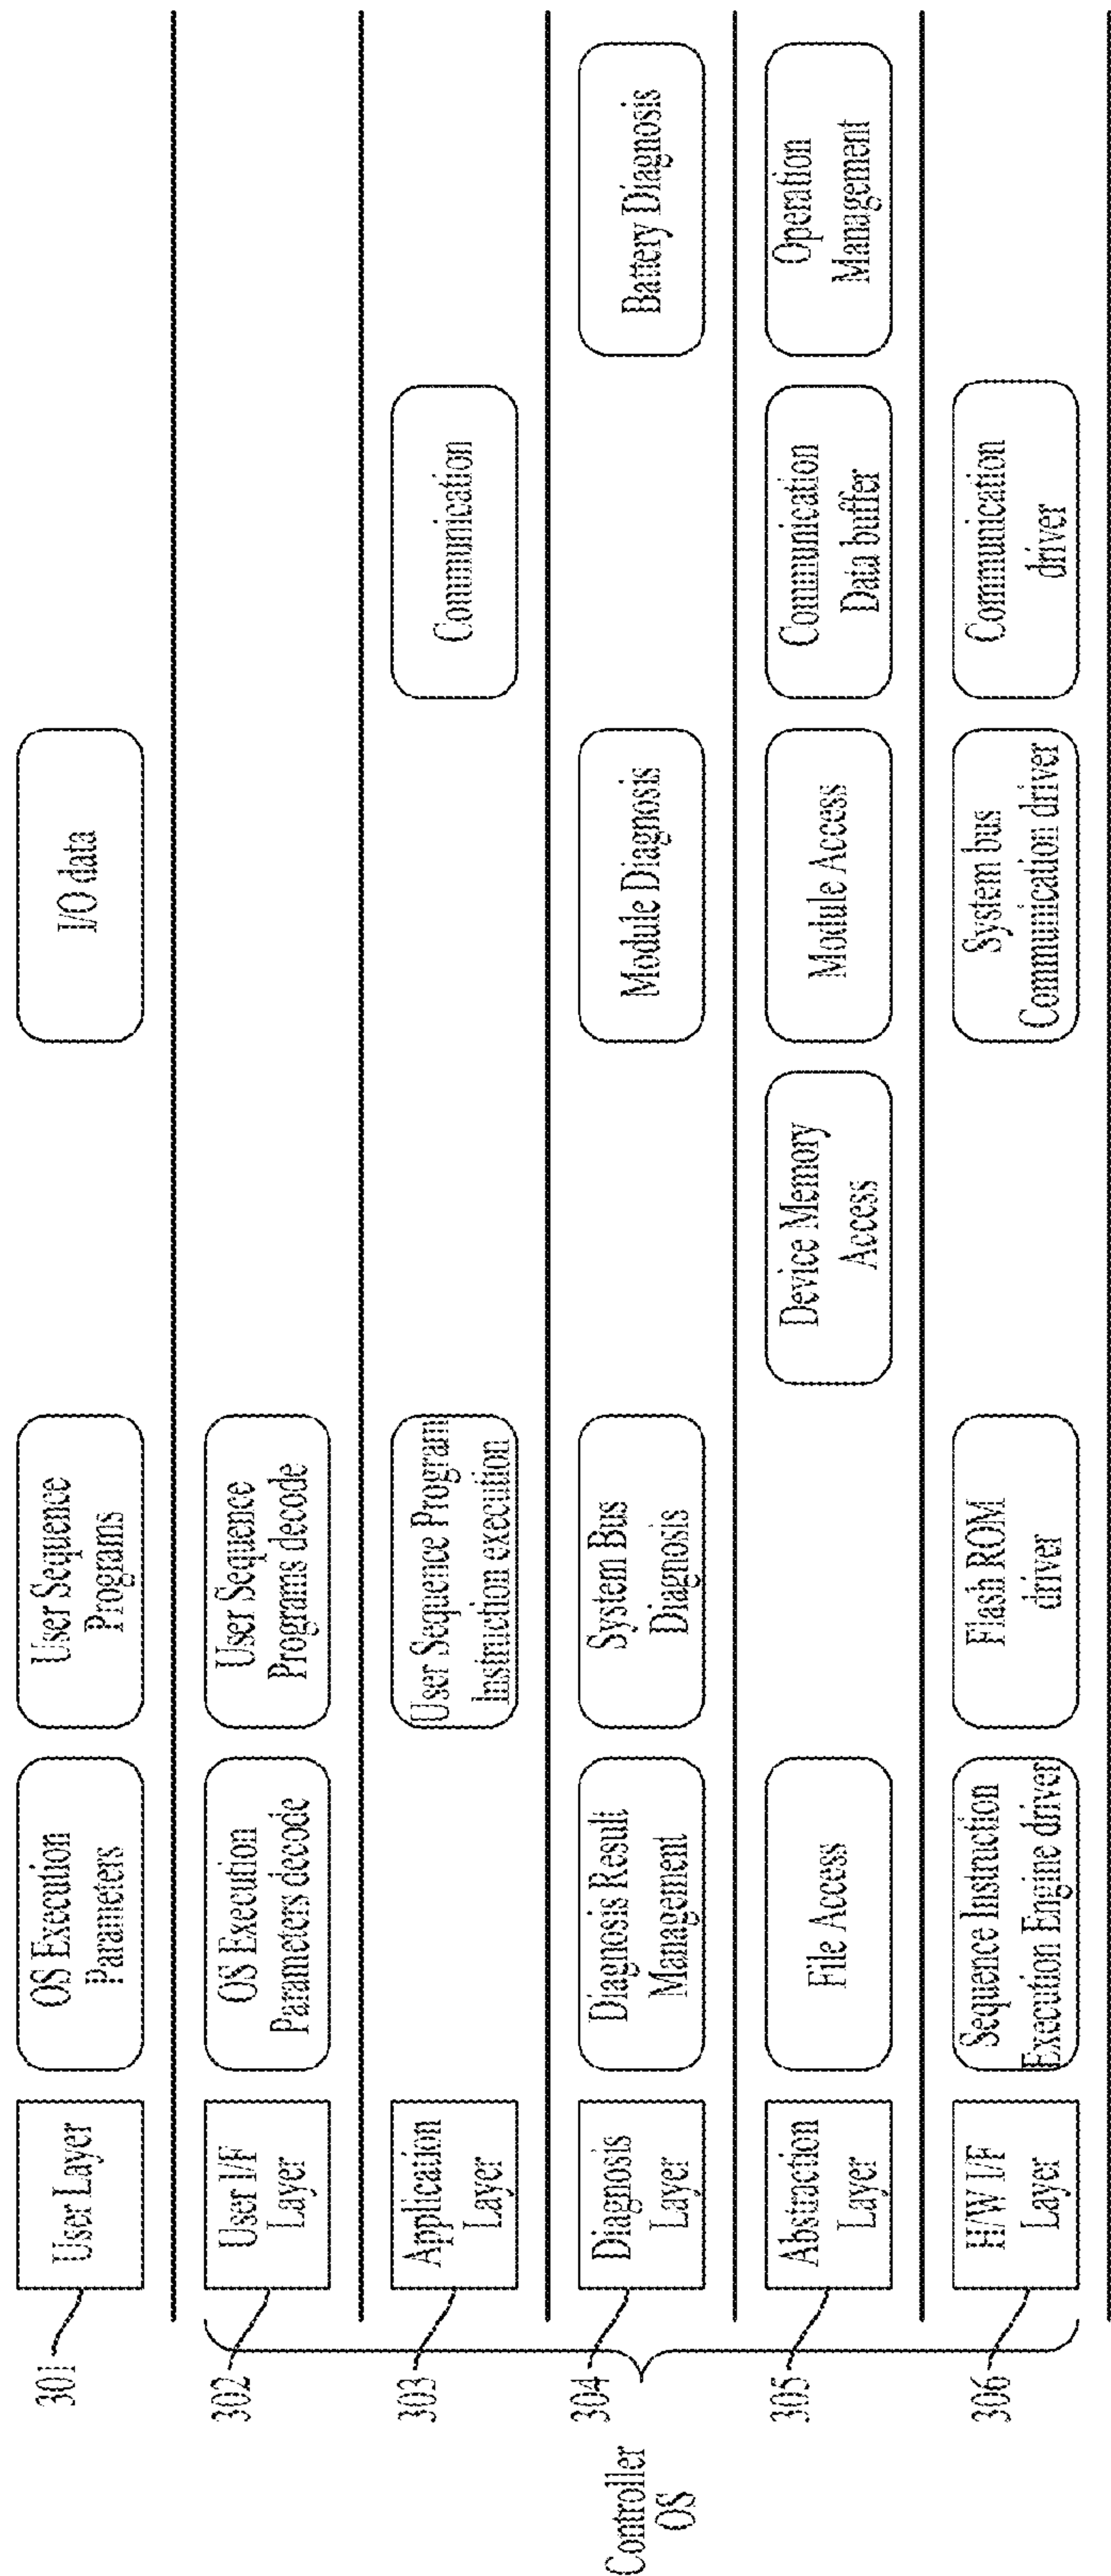 301
User Layer
OS Execution
Parameters
User Sequence
Programs
I/O data
302
User I/F
Layer
OS Execution
Parameters decode
User Sequence
Programs decode
303
Application
Layer
User Sequence Program
Instruction execution
Communication
Controller
OS
304
Diagnosis
Layer
Diagnosis Result
Management
System Bus
Diagnosis
Module Diagnosis
Battery Diagnosis
305
Abstraction
Layer
File Access
Device Memory
Access
Module Access
Communication
Data buffer
Operation
Management
306
H/W I/F
Layer
Sequence Instruction
Execution Engine driver
Flash ROM
driver
System bus
Communication driver
Communication
driver